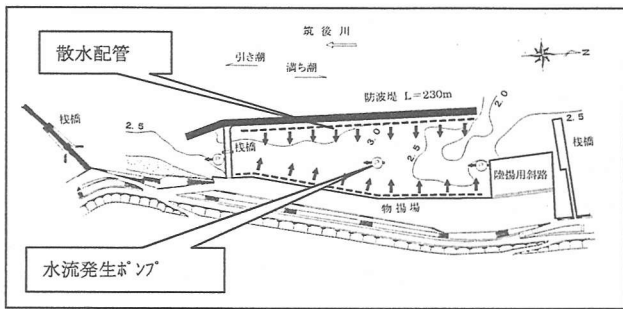 筑後川
散水配管
引き潮
満ち潮
N
防波堤 L=230m
2.0
桟橋
2.5
桟橋
3.0
2.5
2.5
桟橋
陸揚用斜路
物揚場
水流発生ポンプ